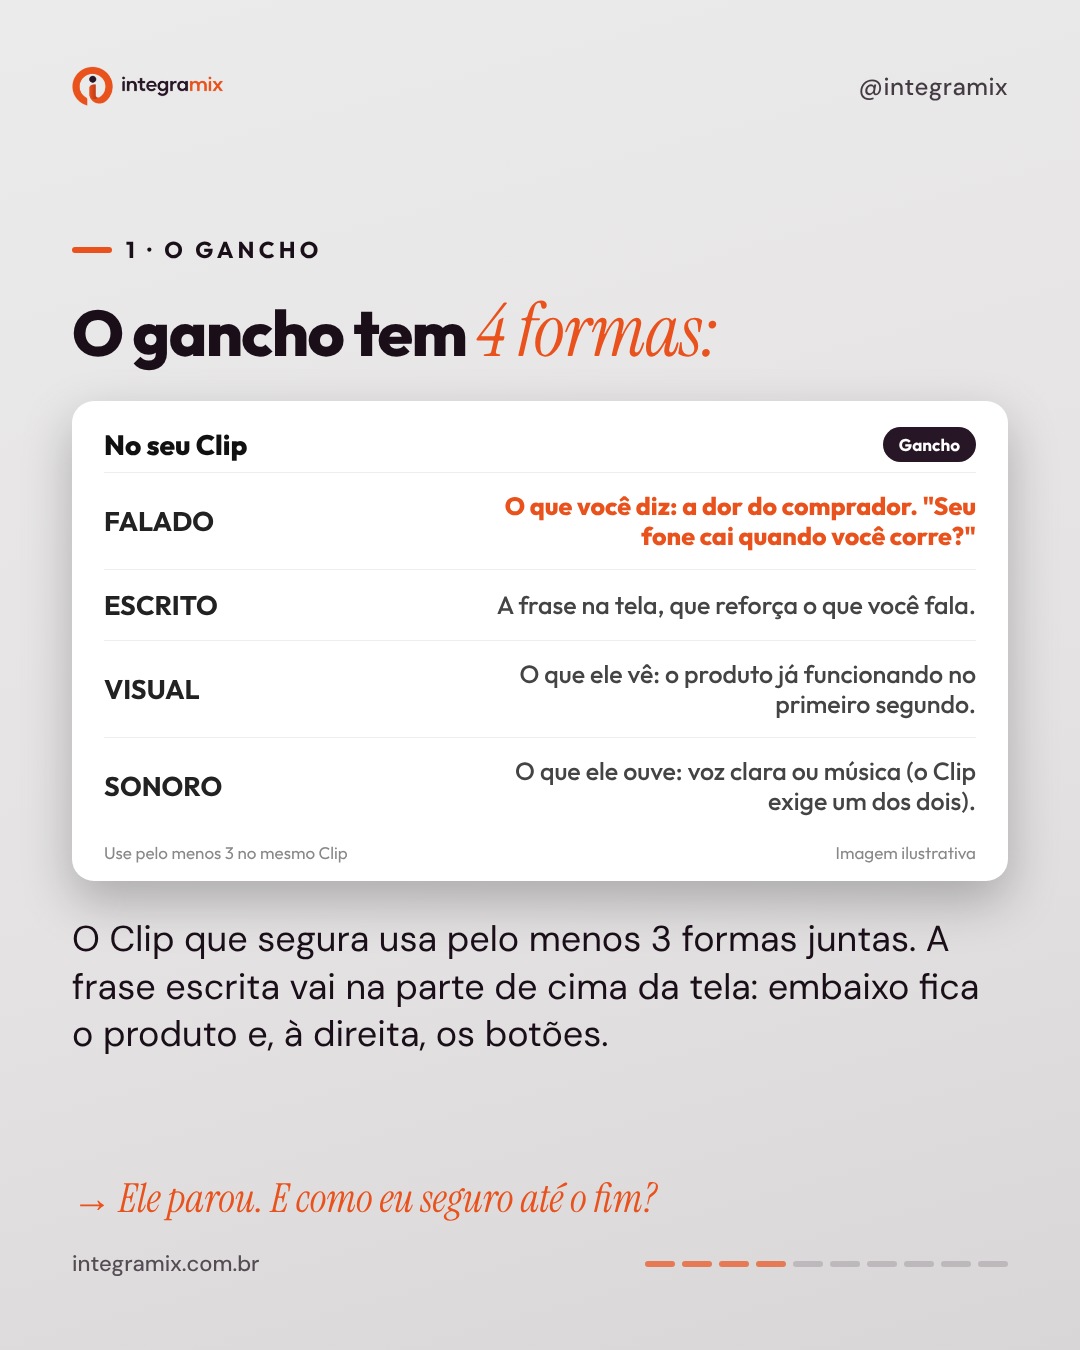 integramix
@integramix
1 · O GANCHO
O gancho tem 4 formas:
No seu Clip
Gancho
FALADO
O que você diz: a dor do comprador. "Seu
fone cai quando você corre?"
ESCRITO
A frase na tela, que reforça o que você fala.
VISUAL
O que ele vê: o produto já funcionando no
primeiro segundo.
SONORO
O que ele ouve: voz clara ou música (o Clip
exige um dos dois).
Use pelo menos 3 no mesmo Clip
Imagem ilustrativa
O Clip que segura usa pelo menos 3 formas juntas. A
frase escrita vai na parte de cima da tela: embaixo fica
o produto e, à direita, os botões.
→ Ele parou. E como eu seguro até o fim?
integramix.com.br